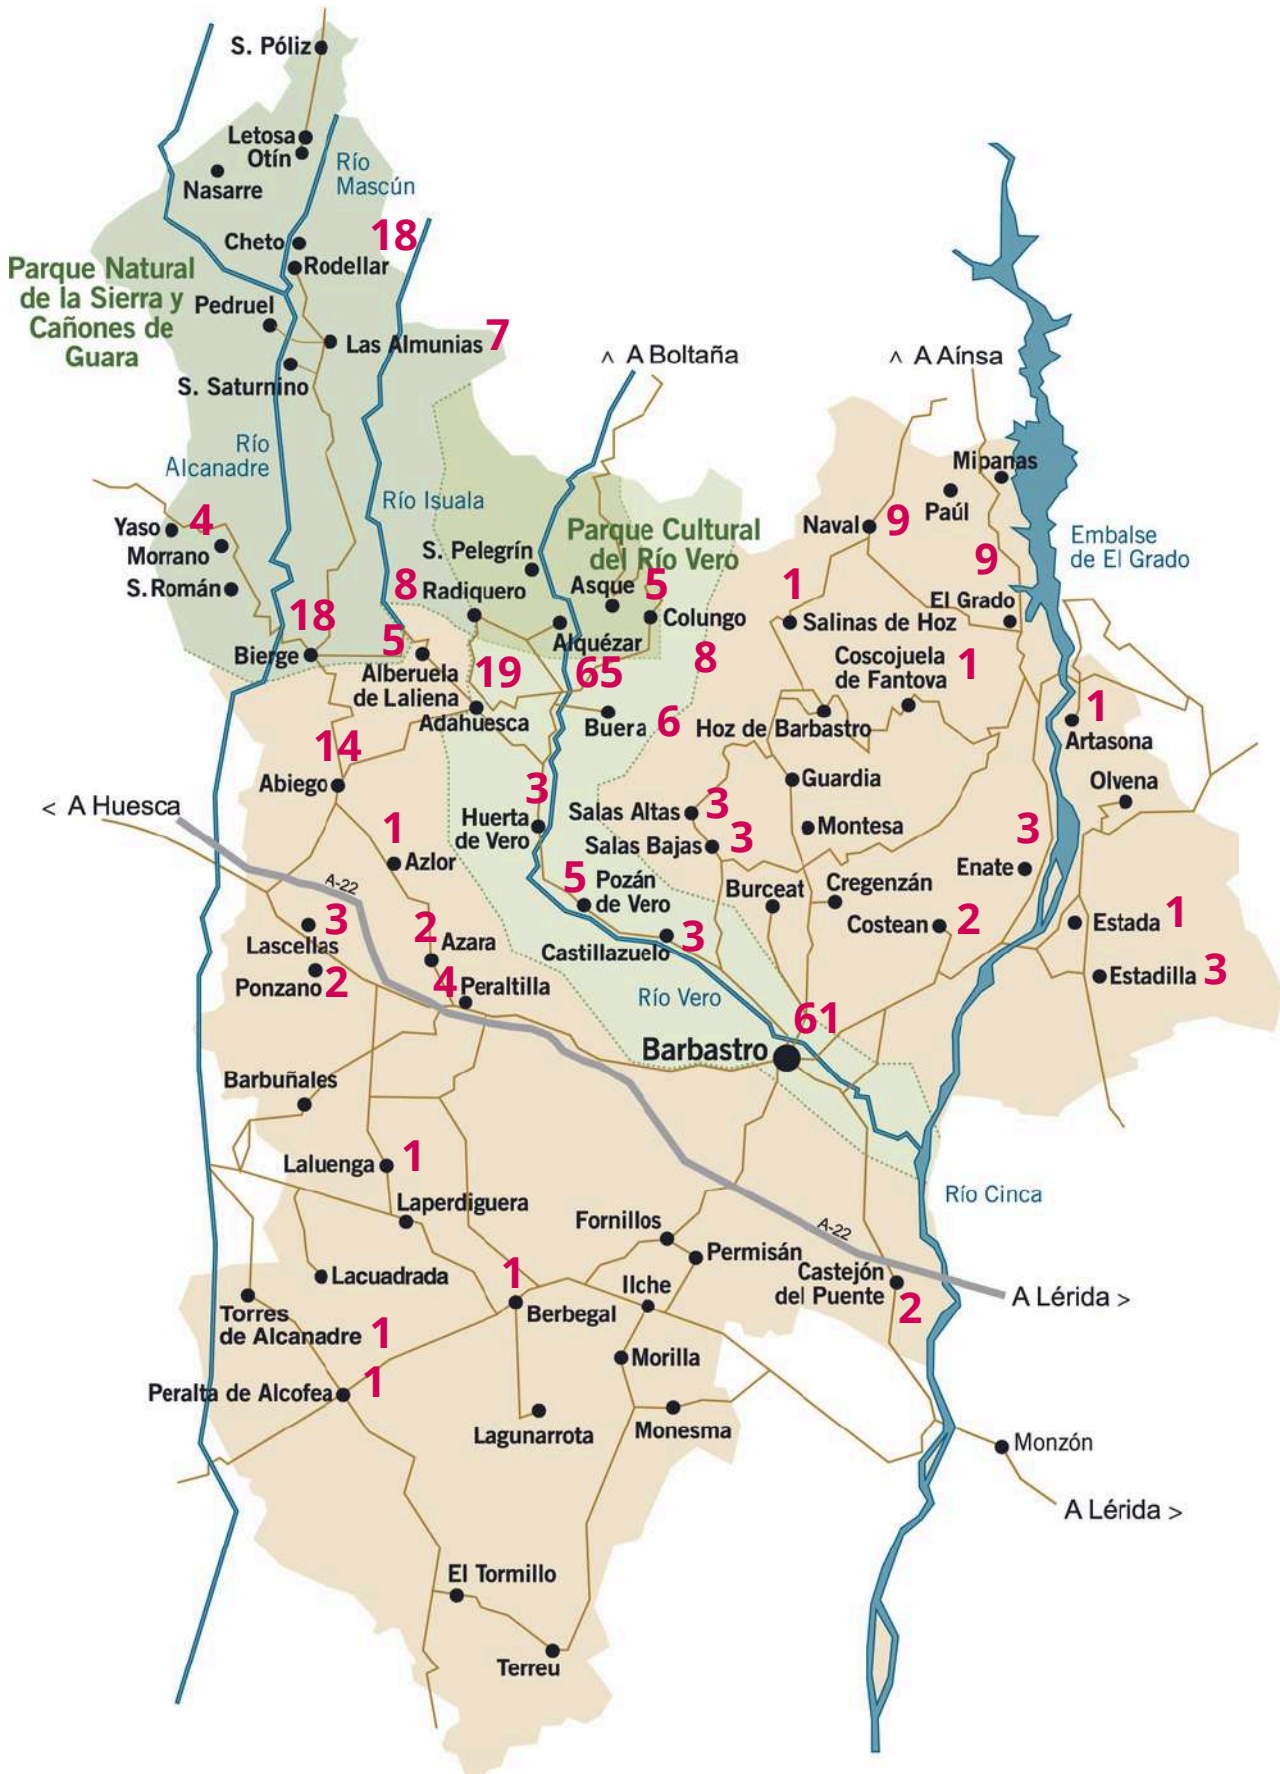 S. Póliz
Letosa
Otín
Nasarre
Río
Mascún
18
Cheto
Rodellar
Parque Natural
de la Sierra y
Cañones de
Guara
Pedruel
Las Almunias 7
S. Saturnino
^ A Boltaña
^ A Aínsa
Río
Alcanadre
Río Isuala
Mipanas
Paúl
Yaso 4
Morrano
S. Román
Parque Cultural
del Río Vero
Naval 9
Embalse
de El Grado
S. Pelegrín
8 Radiquero
Asque 5
Colungo
1
Salinas de Hoz
9
El Grado
18
Bierge
5
Alberuela
de Laliena
19
Adahuesca
Alquézar
65
8
Coscojuela
de Fantova 1
Buera 6
Hoz de Barbastro
1
Artasona
14
Abiego
Guardia
Olvena
< A Huesca
3
Huerta
de Vero
Salas Altas 3
Salas Bajas 3
Montesa
3
Enate
1
Azlor
A-22
5 Pozán
de Vero
Burceat
Cregenzán
Costean 2
Estada 1
3
Lascellas
2 Azara
Castillazuelo 3
Ponzano 2
4 Peraltilla
Río Vero
Estadilla 3
61
Barbastro
Barbuñales
Laluenga 1
Laperdiguera
Río Cinca
Fornillos
A-22
Permisán
Lacuadrada
1
Berbegal
Ilche
Castejón
del Puente 2
A Lérida >
Torres
de Alcanadre 1
Morilla
Peralta de Alcofea 1
Lagunarrota
Monesma
Monzón
A Lérida >
El Tormillo
Terreu